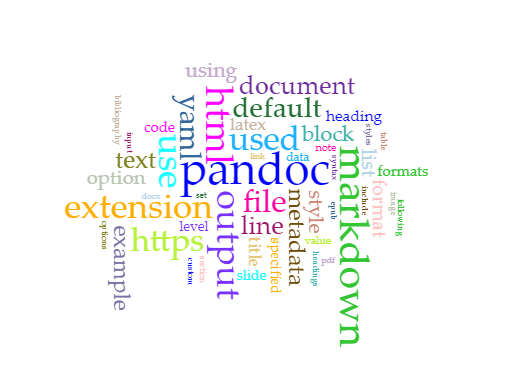 using
document
yaml
html
default
heading
bibliography
input
code
latex
used
block
styles
table
text
use
link
data
note
syntax
list
pandoc
markdown
formats
option
docx
set
extension
file
metadata
style
epub
include
format
image
following
options
example
https
level
output
line
title
specified
value
headings
pdf
custom
section
slide